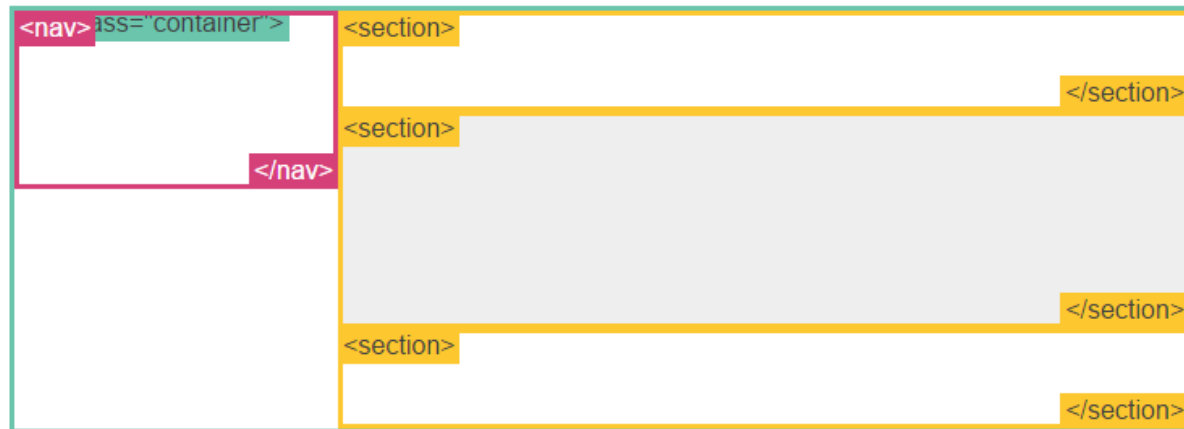 <nav>
ass="container">
</nav>
<section>
</section>
<section>
</section>
<section>
</section>